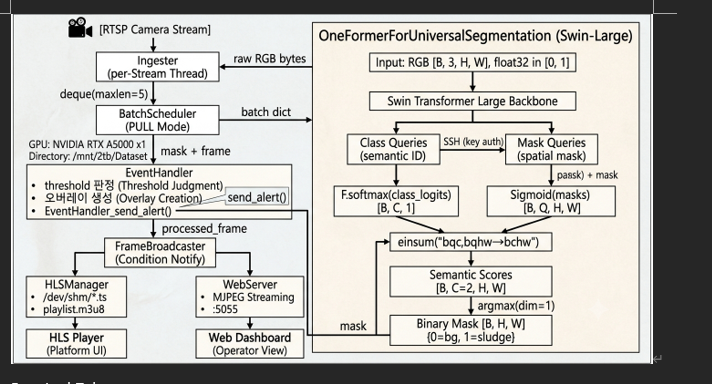 [RTSP Camera Stream]
Ingester
(per-Stream Thread)
raw RGB bytes
deque(maxlen=5)
BatchScheduler
(PULL Mode)
batch dict
GPU: NVIDIA RTX A5000 x1
Directory: /mnt/2tb/Dataset
mask + frame
EventHandler
• threshold 판정 (Threshold Judgment)
• 오버레이 생성 (Overlay Creation)
• EventHandler_send_alert()
send_alert()
processed_frame
FrameBroadcaster
(Condition Notify)
HLSManager
• /dev/shm/*.ts
• playlist.m3u8
WebServer
• MJPEG Streaming
• :5055
HLS Player
(Platform UI)
Web Dashboard
(Operator View)
OneFormerForUniversalSegmentation (Swin-Large)
Input: RGB [B, 3, H, W], float32 in [0, 1]
Swin Transformer Large Backbone
Class Queries
(semantic ID)
SSH (key auth)
Mask Queries
(spatial mask)
+ mask
F.softmax(class_logits)
[B, C, 1]
Sigmoid(masks)
[B, Q, H, W]
einsum("bqc,bqhw→bchw")
Semantic Scores
[B, C=2, H, W]
argmax(dim=1)
mask
Binary Mask [B, H, W]
{0=bg, 1=sludge}